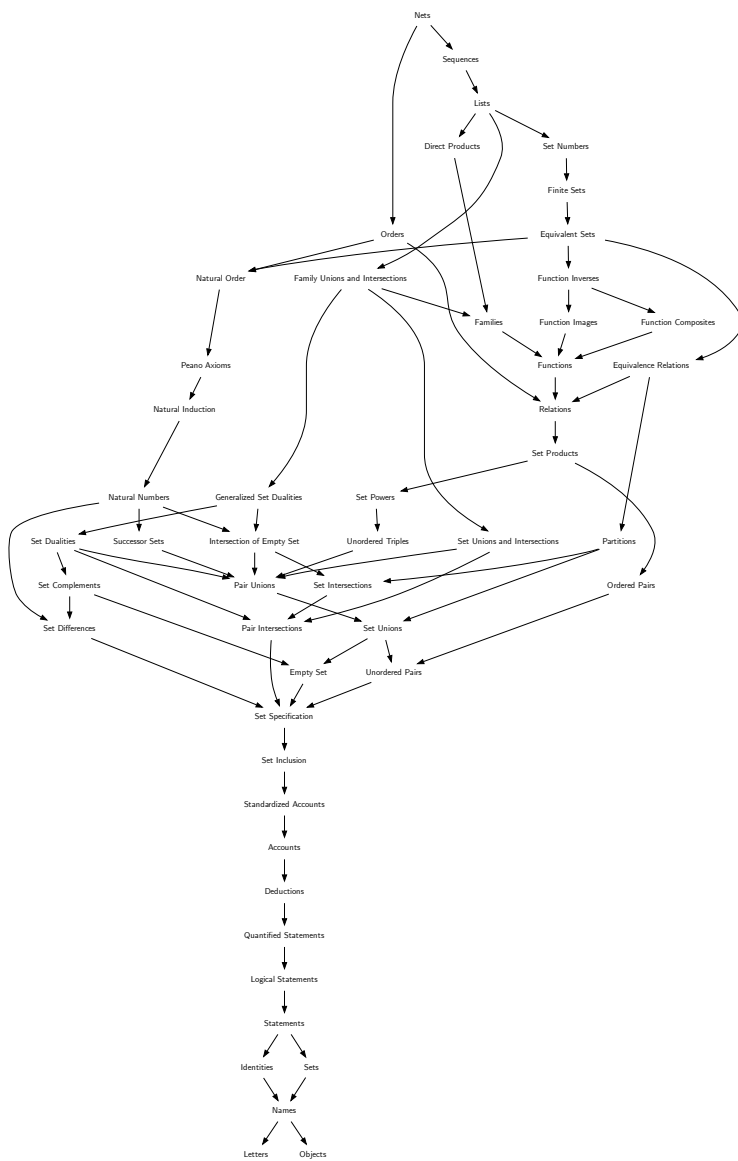 Nets
Sequences
Lists
Direct Products
Set Numbers
Finite Sets
Orders
Equivalent Sets
Natural Order
Family Unions and Intersections
Function Inverses
Families
Function Images
Function Composites
Peano Axioms
Functions
Equivalence Relations
Natural Induction
Relations
Set Products
Natural Numbers
Generalized Set Dualities
Set Powers
Set Dualities
Successor Sets
Intersection of Empty Set
Unordered Triples
Set Unions and Intersections
Partitions
Set Complements
Pair Unions
Set Intersections
Ordered Pairs
Set Differences
Pair Intersections
Set Unions
Empty Set
Unordered Pairs
Set Specification
Set Inclusion
Standardized Accounts
Accounts
Deductions
Quantified Statements
Logical Statements
Statements
Identities
Sets
Names
Letters
Objects